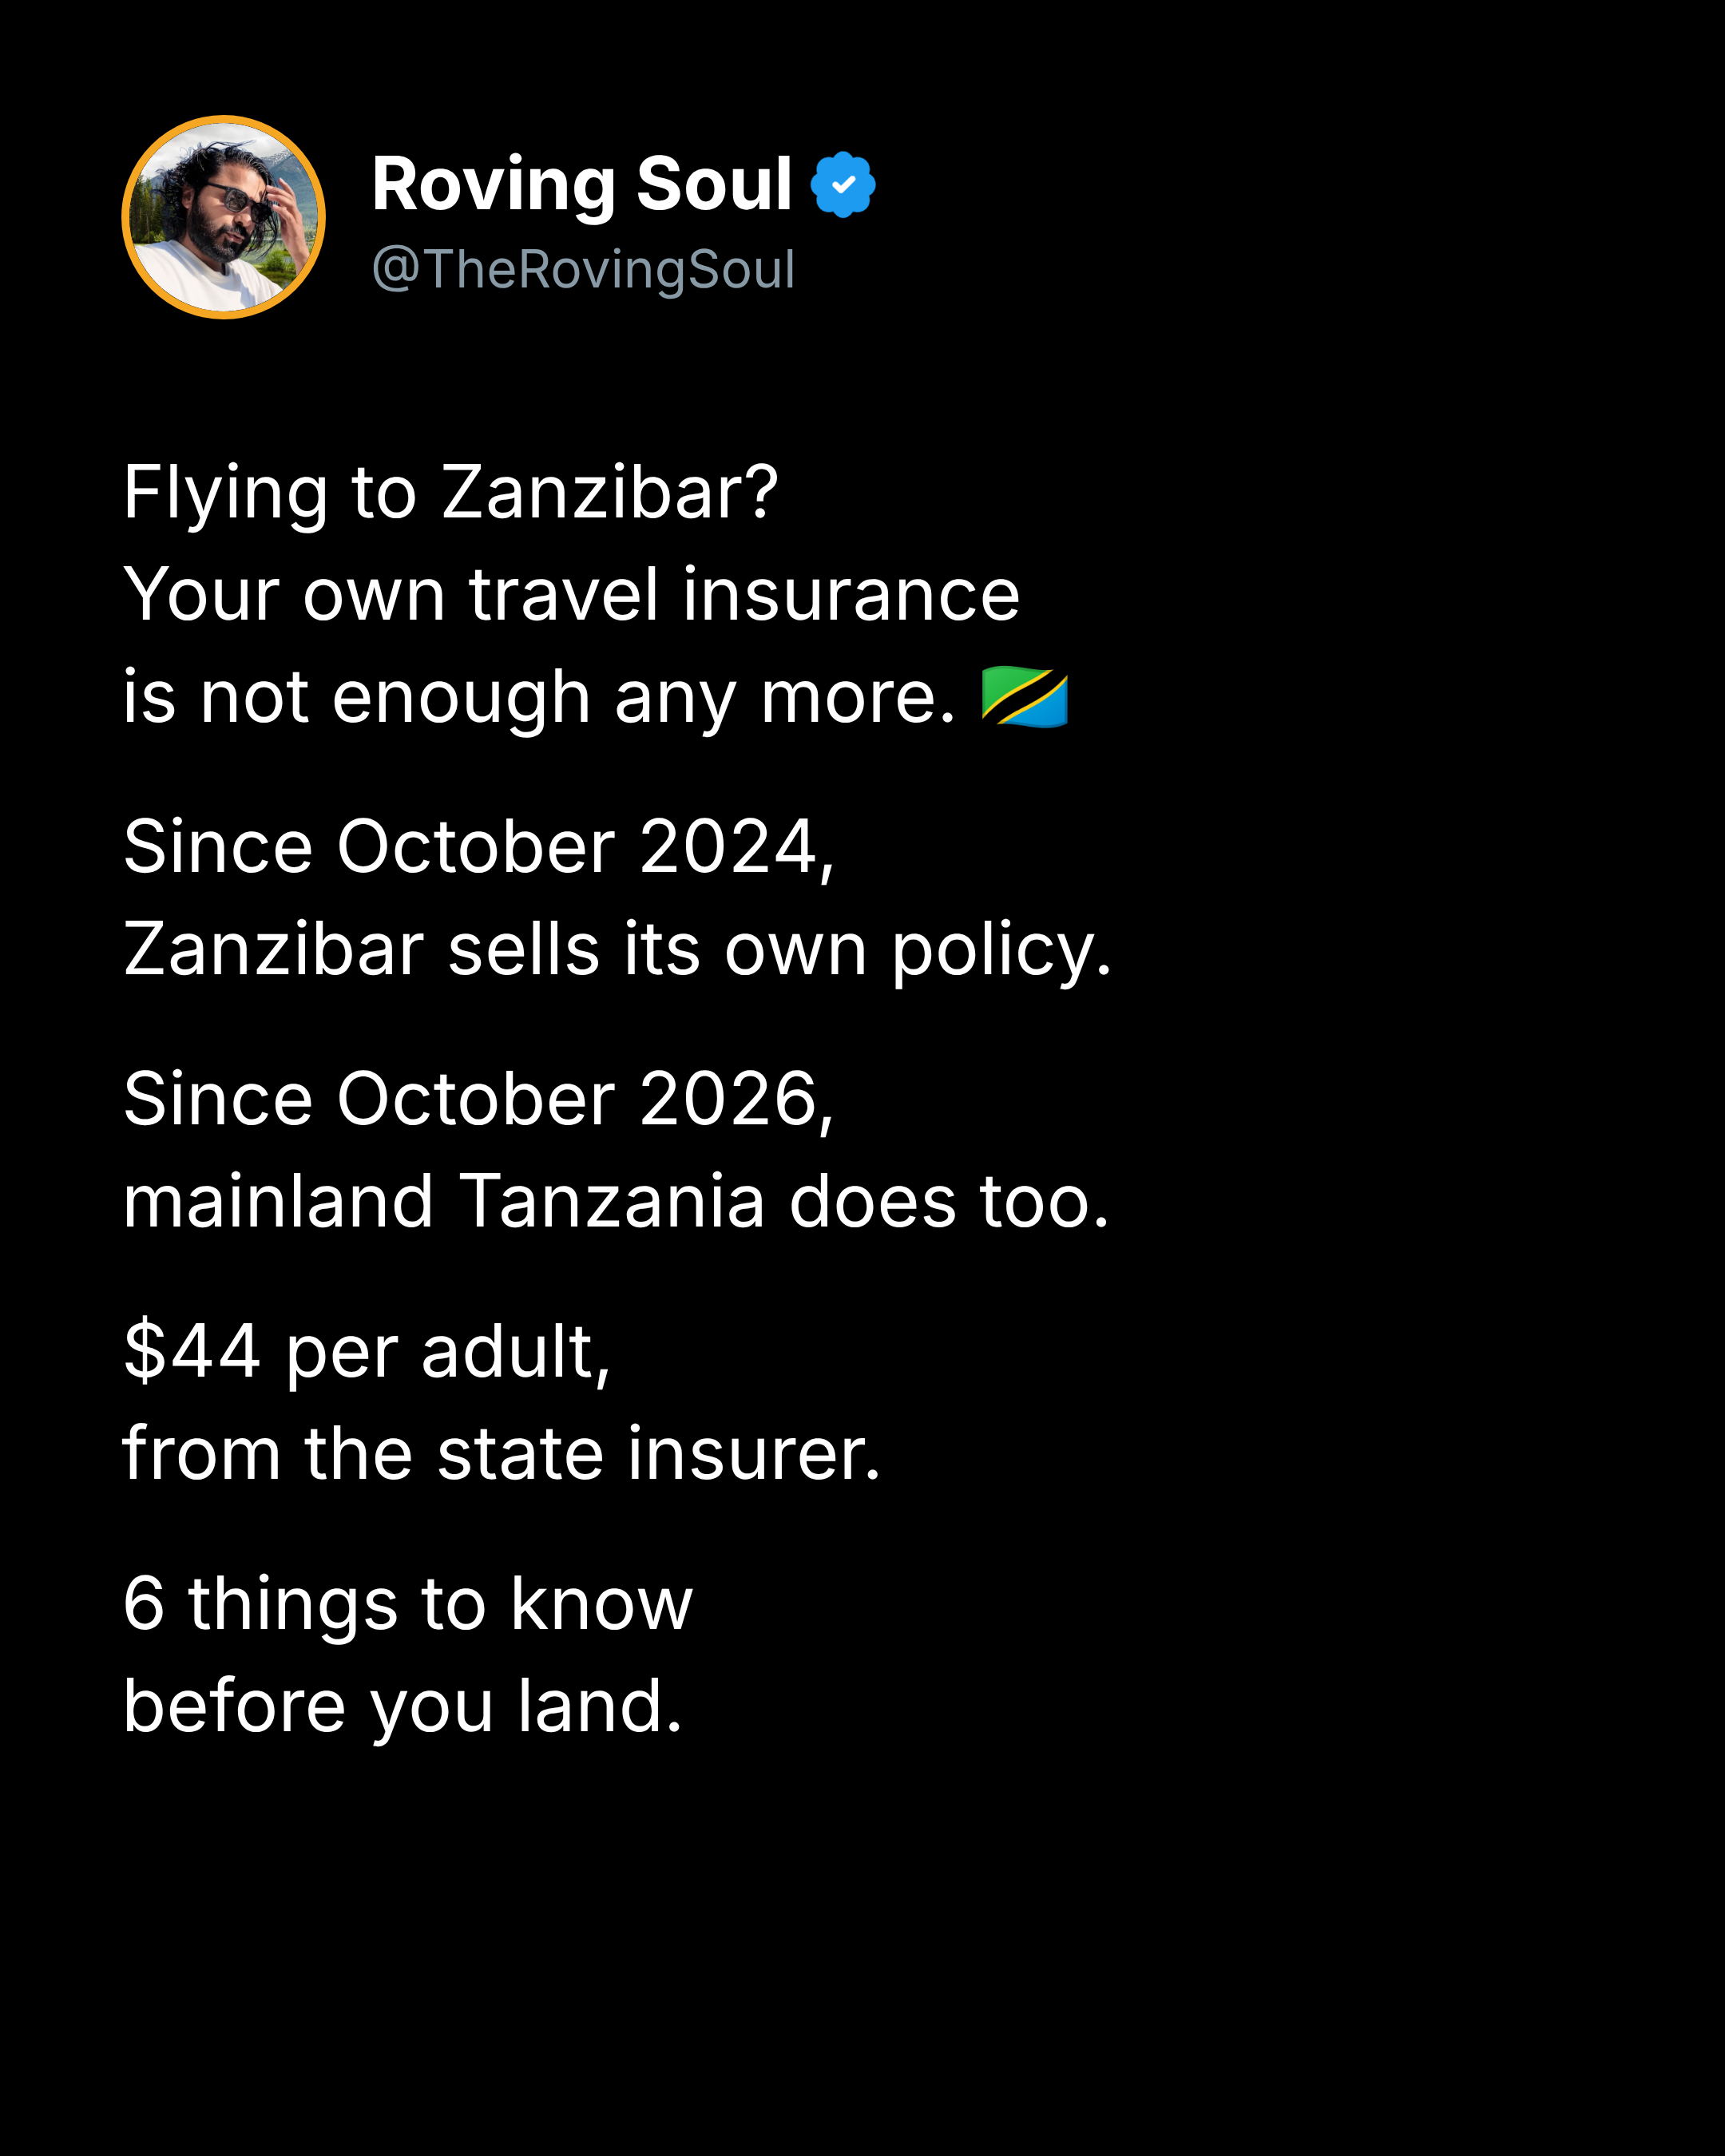 Roving Soul
@TheRovingSoul
Flying to Zanzibar?
Your own travel insurance
is not enough any more. 🇹🇿
Since October 2024,
Zanzibar sells its own policy.
Since October 2026,
mainland Tanzania does too.
$44 per adult,
from the state insurer.
6 things to know
before you land.